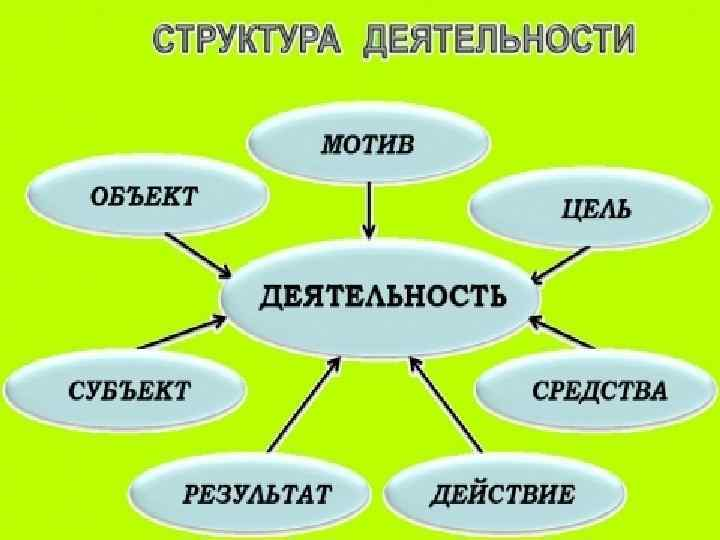 СТРУКТУРА ДЕЯТЕЛЬНОСТИ
МОТИВ
ОБЪЕКТ
ЦЕЛЬ
ДЕЯТЕЛЬНОСТЬ
СУБЪЕКТ
СРЕДСТВА
РЕЗУЛЬТАТ
ДЕЙСТВИЕ